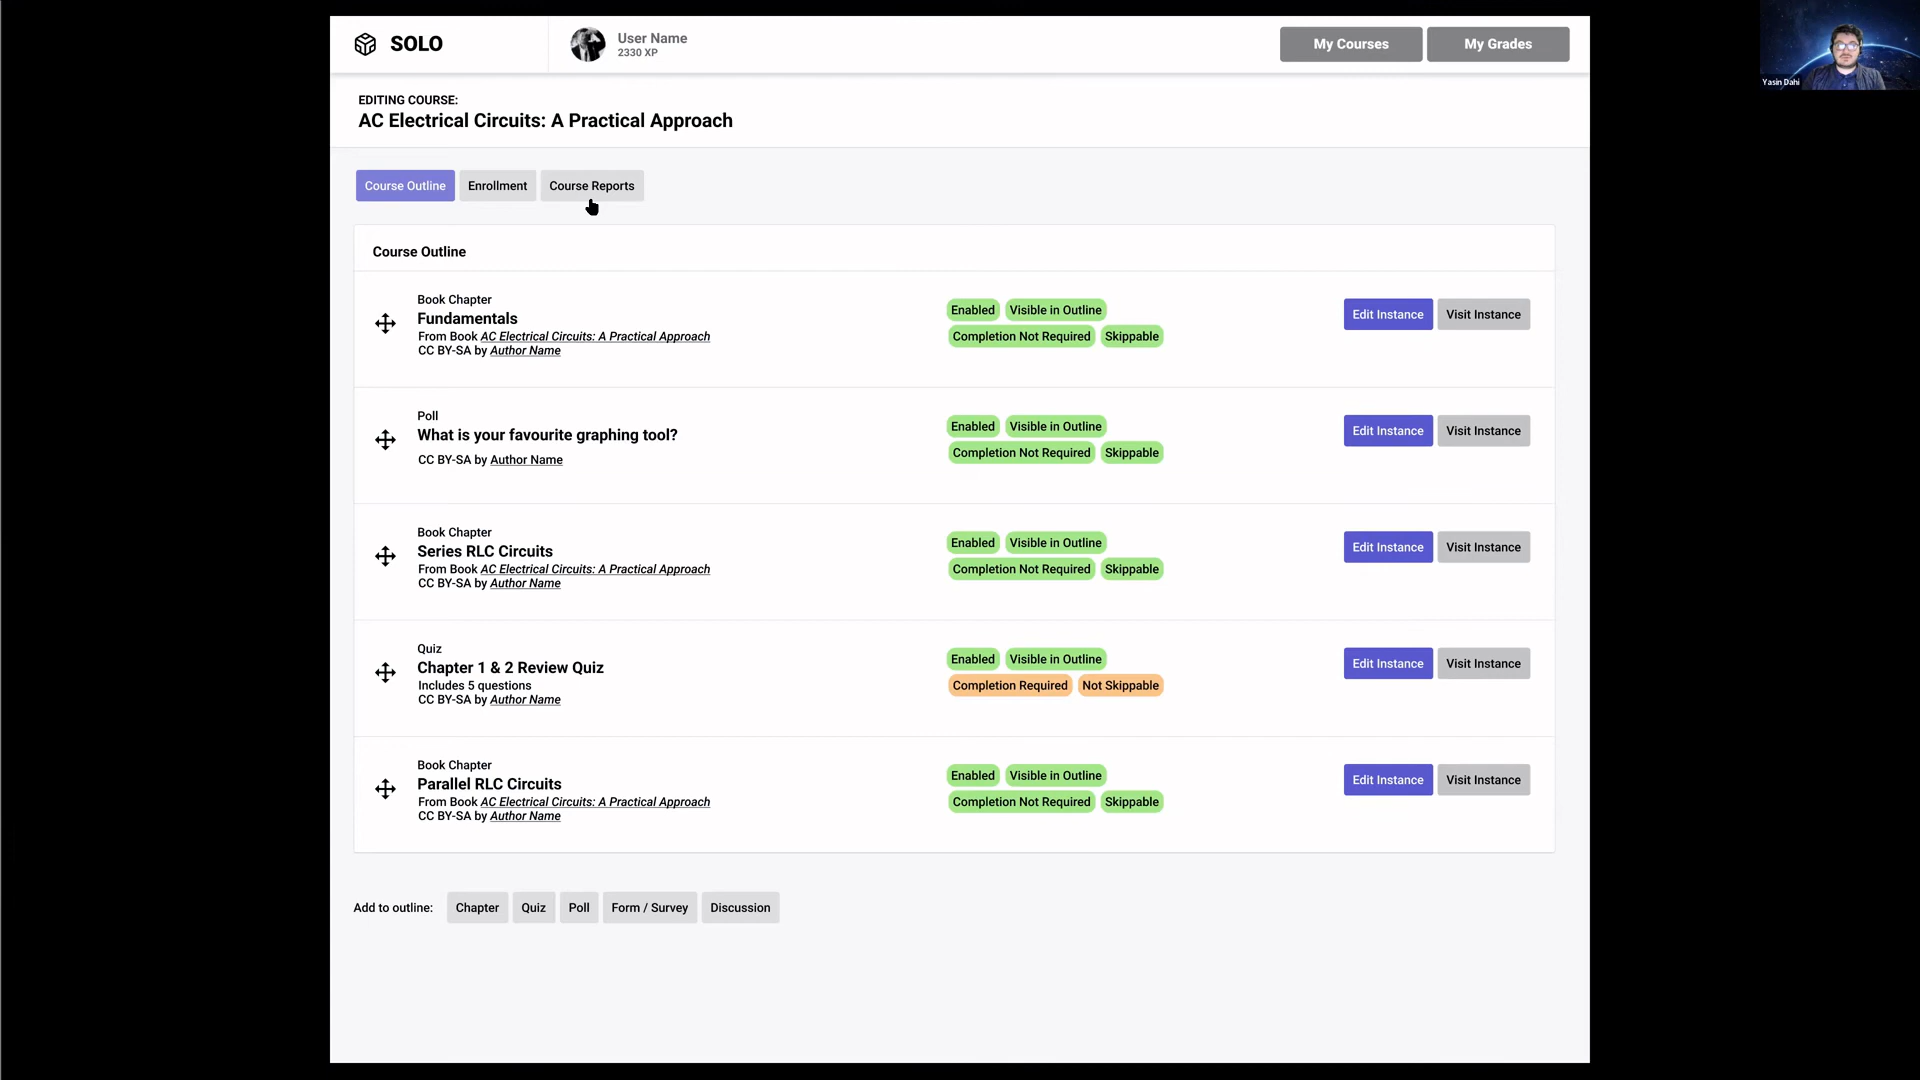 SOLO
User Name
2330 XP
My Courses
My Grades
Yasin Dahi
EDITING COURSE:
AC Electrical Circuits: A Practical Approach
Course Outline
Enrollment
Course Reports
Course Outline
Book Chapter
Fundamentals
From Book AC Electrical Circuits: A Practical Approach
CC BY-SA by Author Name
Enabled
Visible in Outline
Completion Not Required
Skippable
Edit Instance
Visit Instance
Poll
What is your favourite graphing tool?
CC BY-SA by Author Name
Enabled
Visible in Outline
Completion Not Required
Skippable
Edit Instance
Visit Instance
Book Chapter
Series RLC Circuits
From Book AC Electrical Circuits: A Practical Approach
CC BY-SA by Author Name
Enabled
Visible in Outline
Completion Not Required
Skippable
Edit Instance
Visit Instance
Quiz
Chapter 1 & 2 Review Quiz
Includes 5 questions
CC BY-SA by Author Name
Enabled
Visible in Outline
Completion Required
Not Skippable
Edit Instance
Visit Instance
Book Chapter
Parallel RLC Circuits
From Book AC Electrical Circuits: A Practical Approach
CC BY-SA by Author Name
Enabled
Visible in Outline
Completion Not Required
Skippable
Edit Instance
Visit Instance
Add to outline:
Chapter
Quiz
Poll
Form / Survey
Discussion